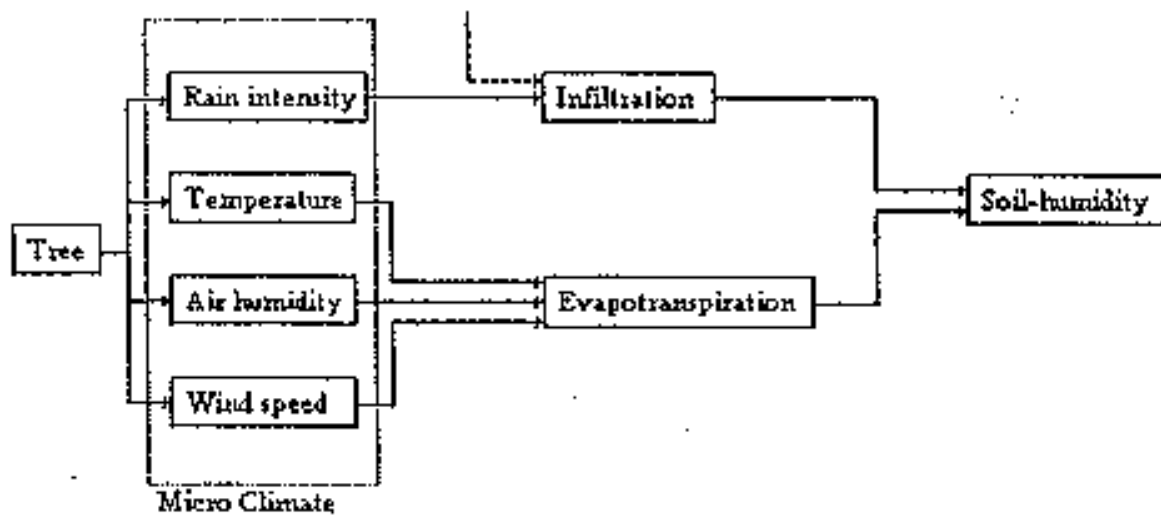 Rain intensity
Infiltration
Temperature
Soil-humidity
Tree
Air humidity
Evapotranspiration
Wind speed
Micro Climate